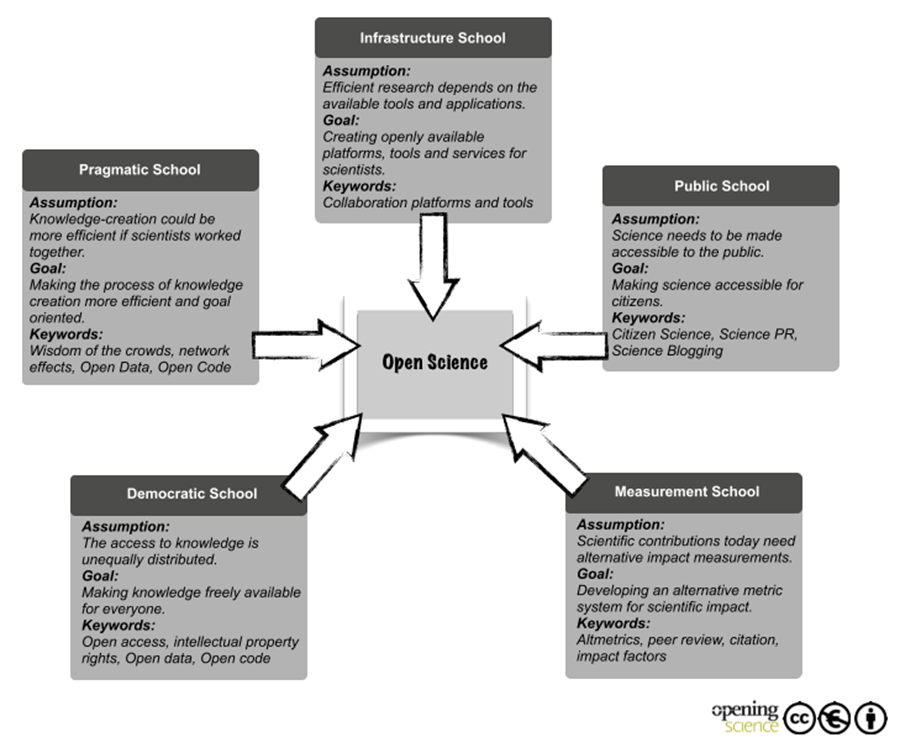 Infrastructure School
Assumption:
Efficient research depends on the
available tools and applications.
Goal:
Creating openly available
platforms, tools and services for
scientists.
Keywords:
Collaboration platforms and tools
Pragmatic School
Assumption:
Knowledge-creation could be
more efficient if scientists worked
together.
Goal:
Making the process of knowledge
creation more efficient and goal
oriented.
Keywords:
Wisdom of the crowds, network
effects, Open Data, Open Code
Public School
Assumption:
Science needs to be made
accessible to the public.
Goal:
Making science accessible for
citizens.
Keywords:
Citizen Science, Science PR,
Science Blogging
Open Science
Democratic School
Assumption:
The access to knowledge is
unequally distributed.
Goal:
Making knowledge freely available
for everyone.
Keywords:
Open access, intellectual property
rights, Open data, Open code
Measurement School
Assumption:
Scientific contributions today need
alternative impact measurements.
Goal:
Developing an alternative metric
system for scientific impact.
Keywords:
Altmetrics, peer review, citation,
impact factors
opening
science
cc